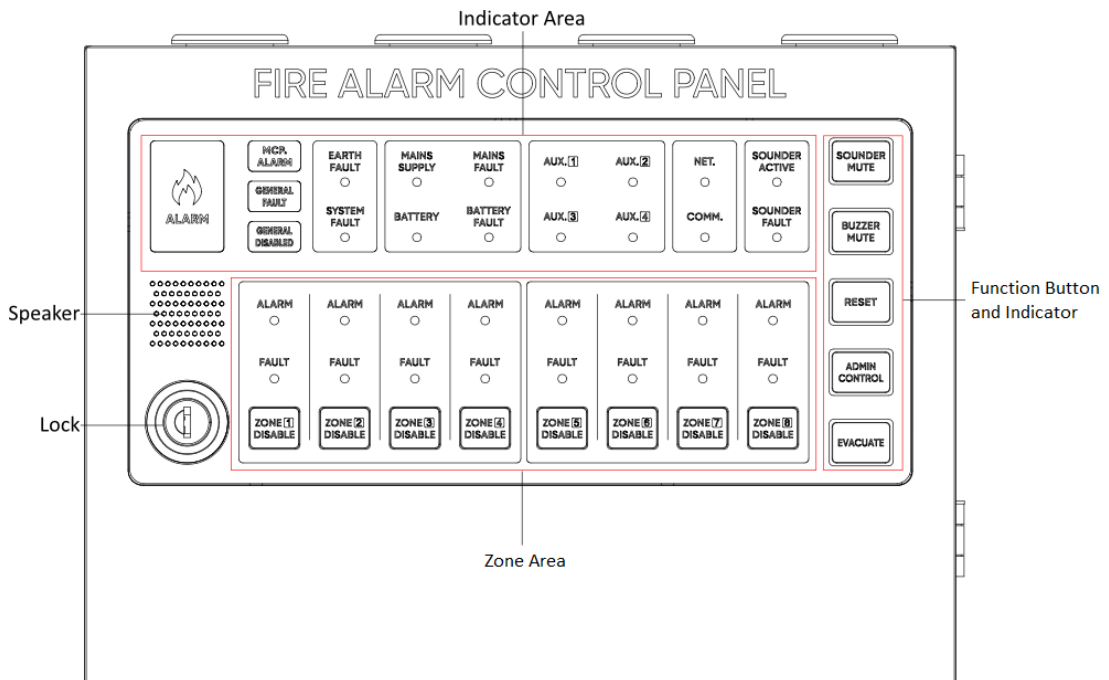 Indicator Area
FIRE ALARM CONTROL PANEL
ALARM
MCP.
ALARM
GENERAL
FAULT
GENERAL
DISABLED
EARTH
FAULT
SYSTEM
FAULT
MAINS
SUPPLY
MAINS
FAULT
BATTERY
BATTERY
FAULT
AUX.1
AUX.2
AUX.3
AUX.4
NET.
COMM.
SOUNDER
ACTIVE
SOUNDER
FAULT
SOUNDER
MUTE
BUZZER
MUTE
RESET
ADMIN
CONTROL
EVACUATE
Function Button
and Indicator
Speaker
Lock
ALARM
ALARM
ALARM
ALARM
ALARM
ALARM
ALARM
ALARM
FAULT
FAULT
FAULT
FAULT
FAULT
FAULT
FAULT
FAULT
ZONE 1
DISABLE
ZONE 2
DISABLE
ZONE 3
DISABLE
ZONE 4
DISABLE
ZONE 5
DISABLE
ZONE 6
DISABLE
ZONE 7
DISABLE
ZONE 8
DISABLE
Zone Area